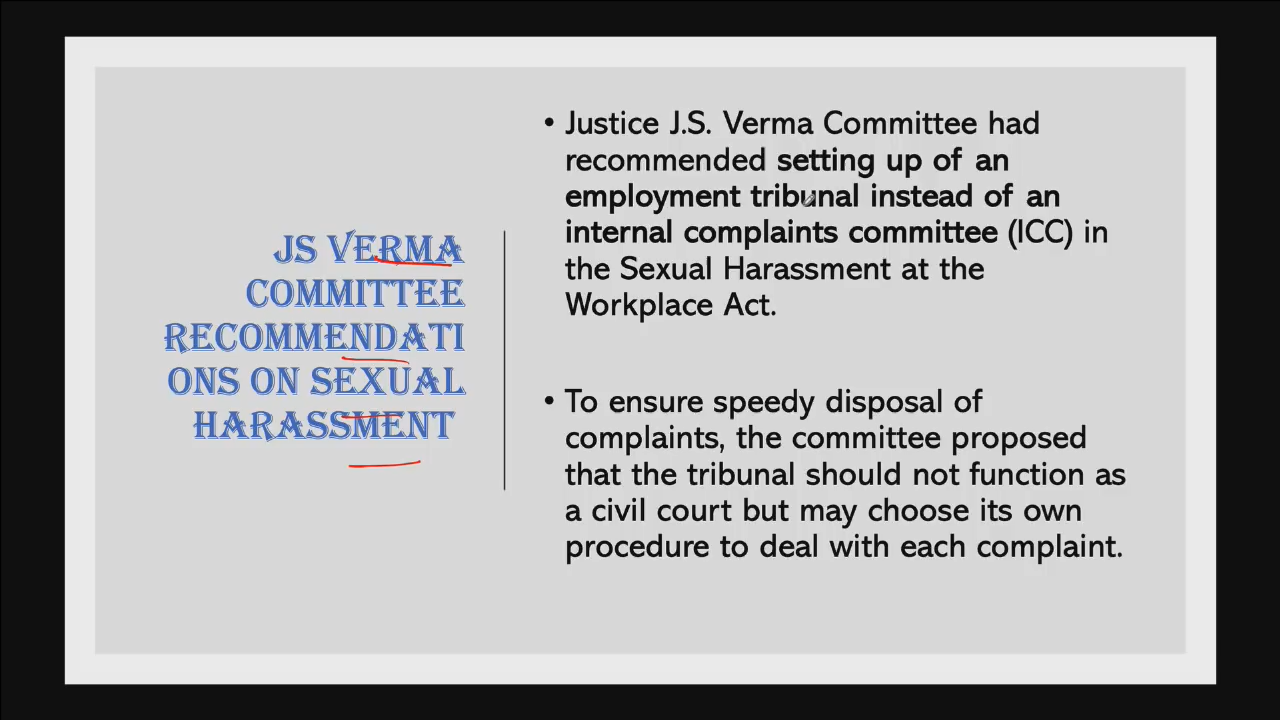 JS VERMA
COMMITTEE
RECOMMENDATI
ONS ON SEXUAL
HARASSMENT
• Justice J.S. Verma Committee had
recommended setting up of an
employment tribunal instead of an
internal complaints committee (ICC) in
the Sexual Harassment at the
Workplace Act.
• To ensure speedy disposal of
complaints, the committee proposed
that the tribunal should not function as
a civil court but may choose its own
procedure to deal with each complaint.